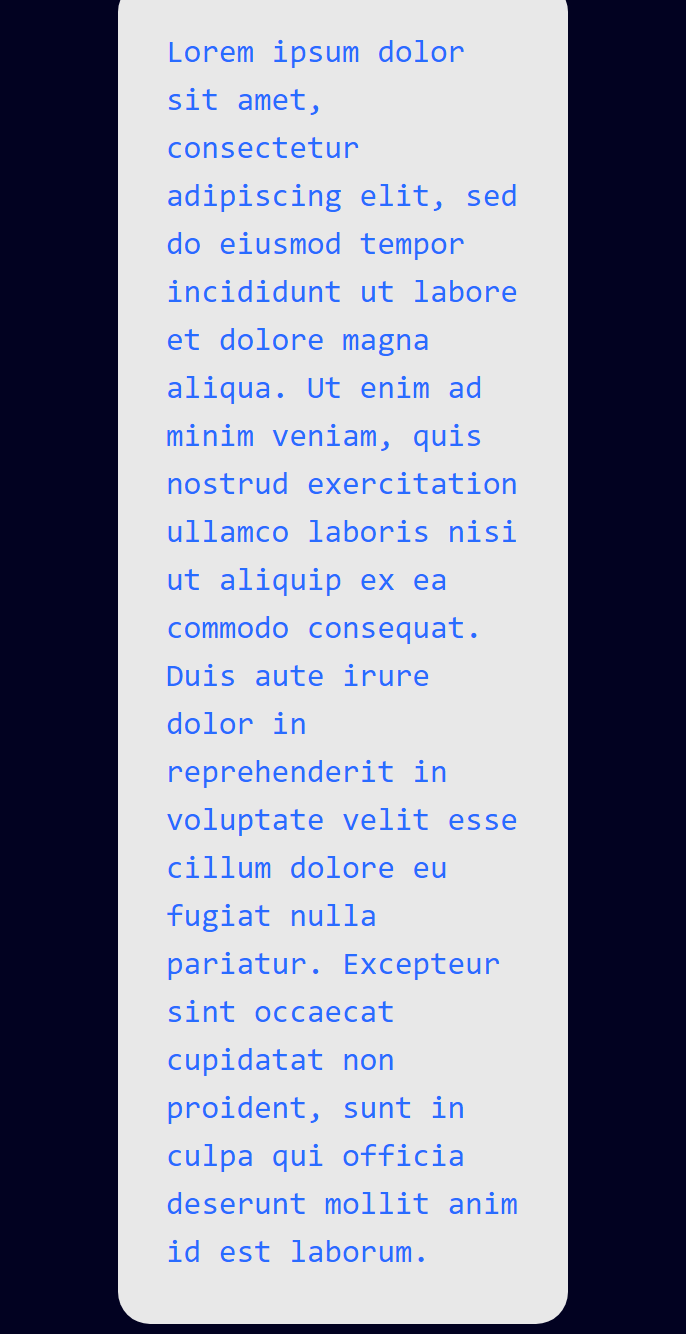 Lorem ipsum dolor
sit amet,
consectetur
adipiscing elit, sed
do eiusmod tempor
incididunt ut labore
et dolore magna
aliqua. Ut enim ad
minim veniam, quis
nostrud exercitation
ullamco laboris nisi
ut aliquip ex ea
commodo consequat.
Duis aute irure
dolor in
reprehenderit in
voluptate velit esse
cillum dolore eu
fugiat nulla
pariatur. Excepteur
sint occaecat
cupidatat non
proident, sunt in
culpa qui officia
deserunt mollit anim
id est laborum.